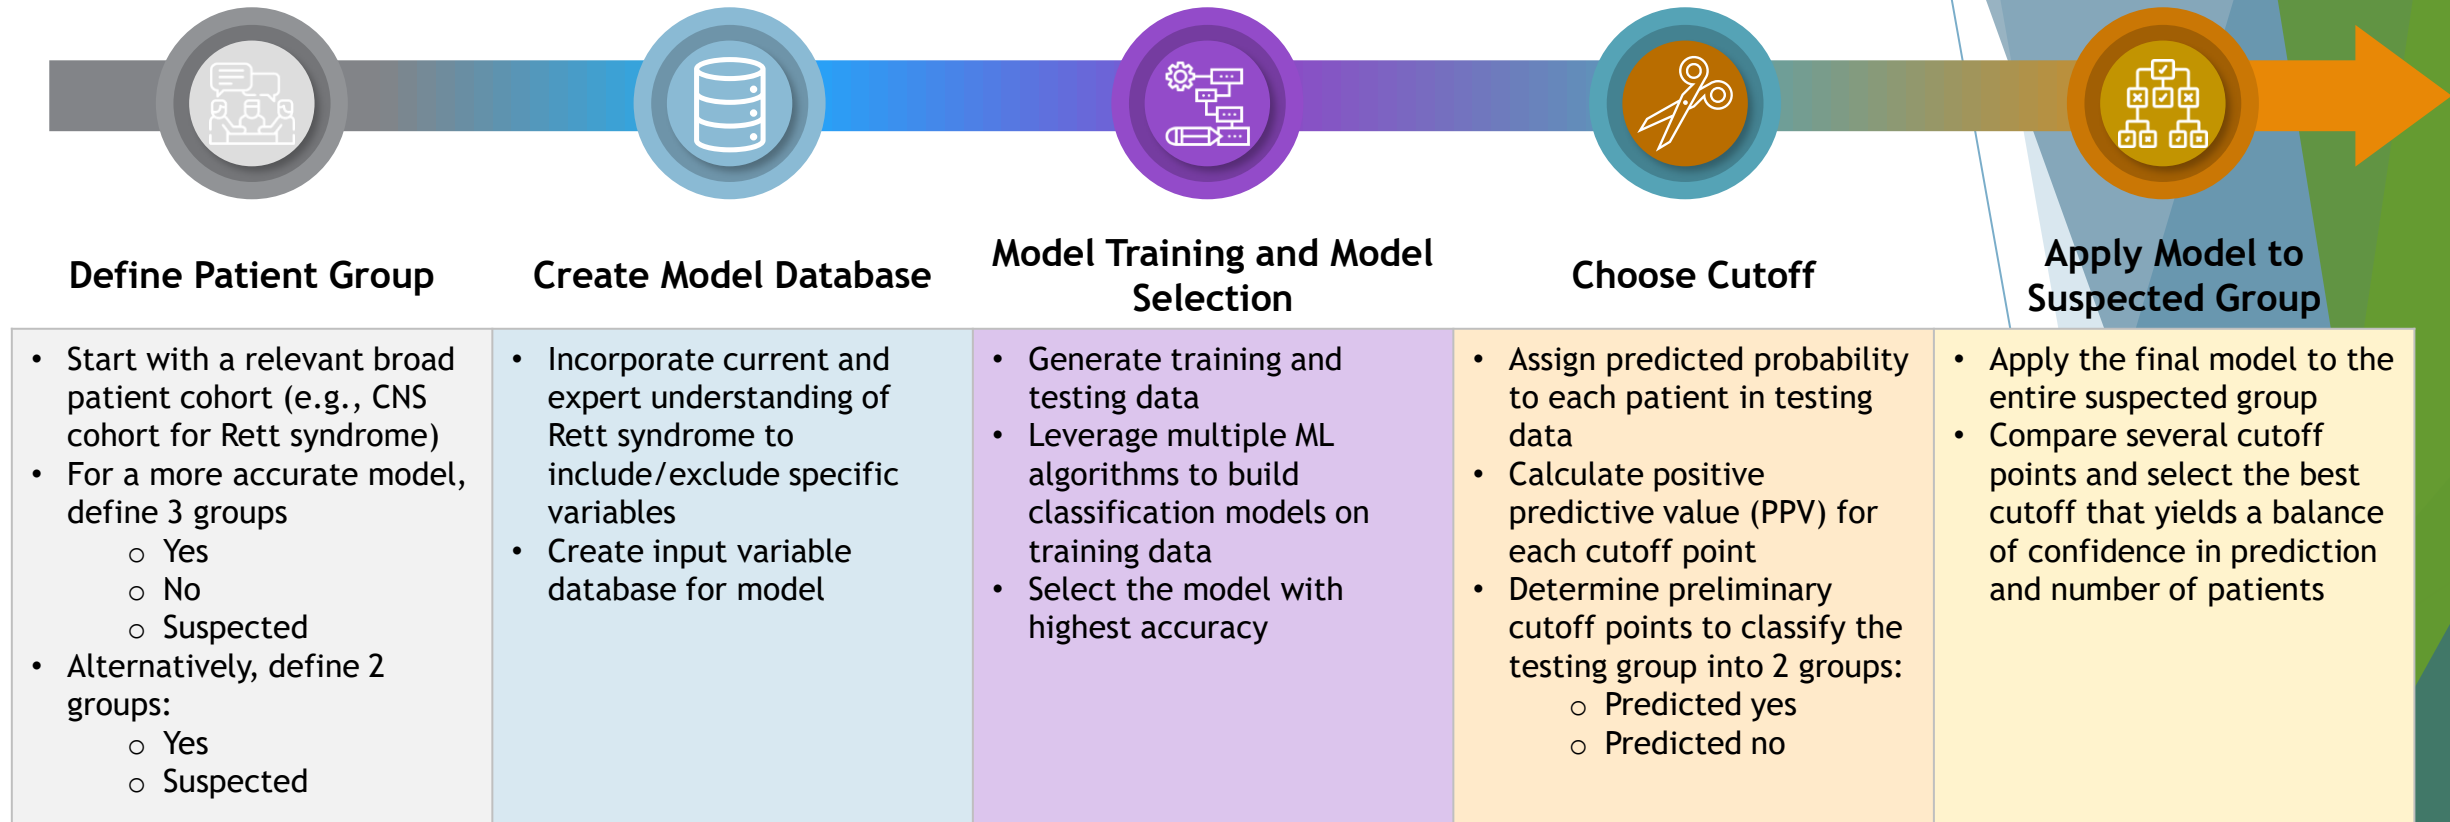 Define Patient Group
Create Model Database
Model Training and Model
Selection
Choose Cutoff
Apply Model to
Suspected Group
• Start with a relevant broad
patient cohort (e.g., CNS
cohort for Rett syndrome)
• For a more accurate model,
define 3 groups
o Yes
o No
o Suspected
• Alternatively, define 2
groups:
o Yes
o Suspected
• Incorporate current and
expert understanding of
Rett syndrome to
include/exclude specific
variables
• Create input variable
database for model
• Generate training and
testing data
• Leverage multiple ML
algorithms to build
classification models on
training data
• Select the model with
highest accuracy
• Assign predicted probability
to each patient in testing
data
• Calculate positive
predictive value (PPV) for
each cutoff point
• Determine preliminary
cutoff points to classify the
testing group into 2 groups:
o Predicted yes
o Predicted no
• Apply the final model to the
entire suspected group
• Compare several cutoff
points and select the best
cutoff that yields a balance
of confidence in prediction
and number of patients